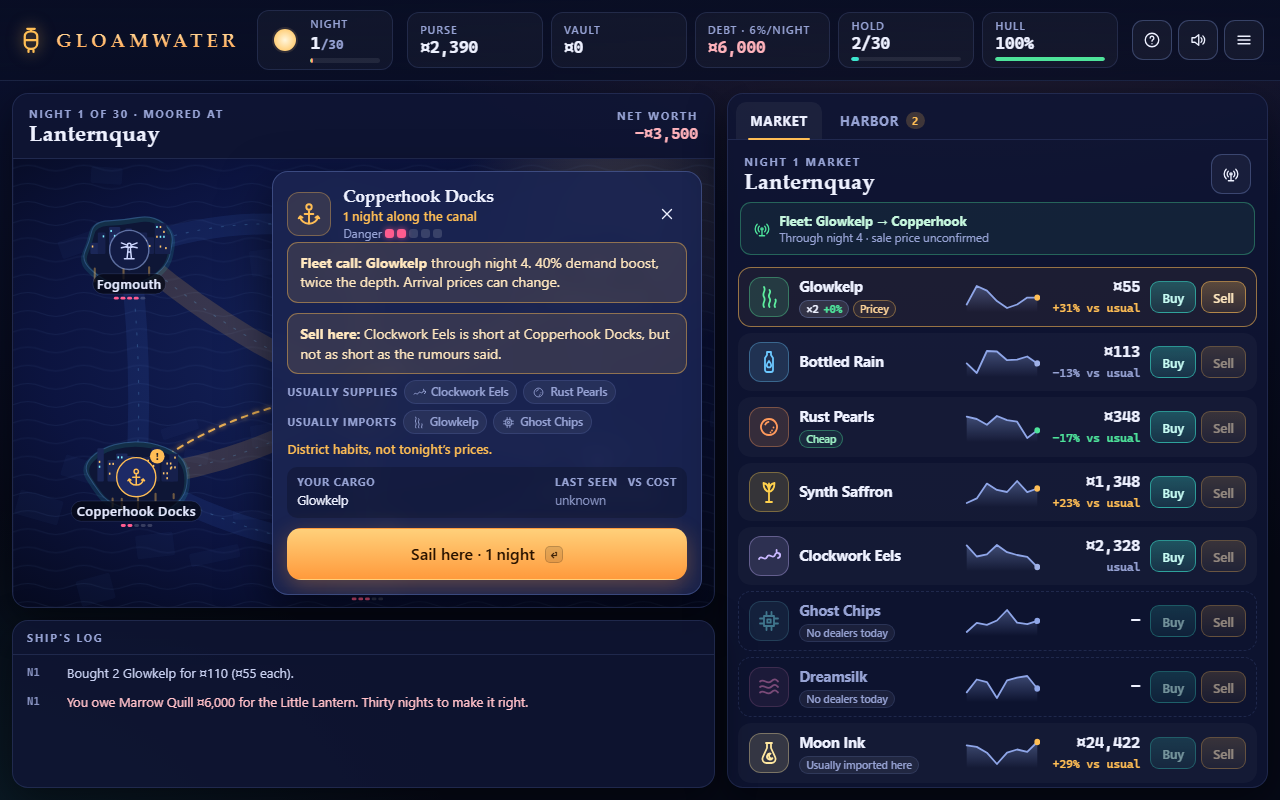 GLOAMWATER
NIGHT
1/30
PURSE
¤2,390
VAULT
¤0
DEBT · 6%/NIGHT
¤6,000
HOLD
2/30
HULL
100%
NIGHT 1 OF 30 · MOORED AT
Lanternquay
NET WORTH
−¤3,500
Fogmouth
Copperhook Docks
!
Copperhook Docks
1 night along the canal
Danger
Fleet call: Glowkelp through night 4. 40% demand boost,
twice the depth. Arrival prices can change.
Sell here: Clockwork Eels is short at Copperhook Docks, but
not as short as the rumours said.
USUALLY SUPPLIES Clockwork Eels Rust Pearls
USUALLY IMPORTS Glowkelp Ghost Chips
District habits, not tonight's prices.
YOUR CARGO LAST SEEN VS COST
Glowkelp unknown
Sail here · 1 night
SHIP'S LOG
N1 Bought 2 Glowkelp for ¤110 (¤55 each).
N1 You owe Marrow Quill ¤6,000 for the Little Lantern. Thirty nights to make it right.
MARKET
HARBOR 2
NIGHT 1 MARKET
Lanternquay
Fleet: Glowkelp → Copperhook
Through night 4 · sale price unconfirmed
Glowkelp ¤55 Buy Sell
×2 +0% Pricey +31% vs usual
Bottled Rain ¤113 Buy Sell
−13% vs usual
Rust Pearls ¤348 Buy Sell
Cheap −17% vs usual
Synth Saffron ¤1,348 Buy Sell
+23% vs usual
Clockwork Eels ¤2,328 Buy Sell
usual
Ghost Chips – Buy Sell
No dealers today
Dreamsilk – Buy Sell
No dealers today
Moon Ink ¤24,422 Buy Sell
Usually imported here +29% vs usual